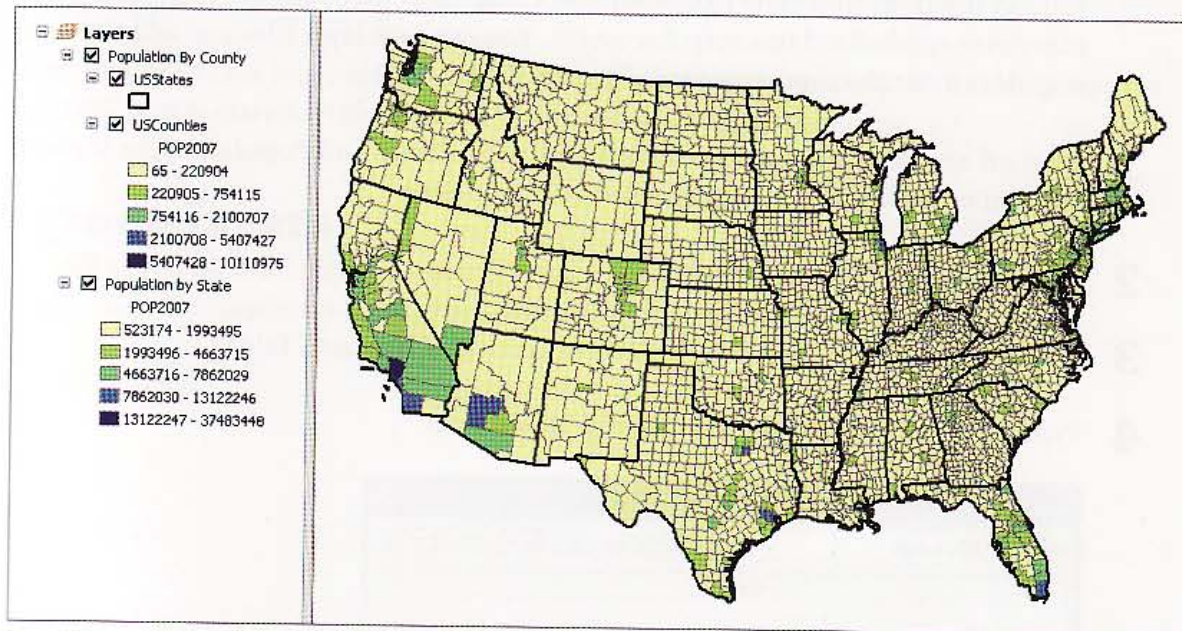 Layers
Population By County
USStates
USCounties
POP2007
65 - 220904
220905 - 754115
754116 - 2100707
2100708 - 5407427
5407428 - 10110975
Population by State
POP2007
523174 - 1993495
1993496 - 4663715
4663716 - 7862029
7862030 - 13122246
13122247 - 37483448